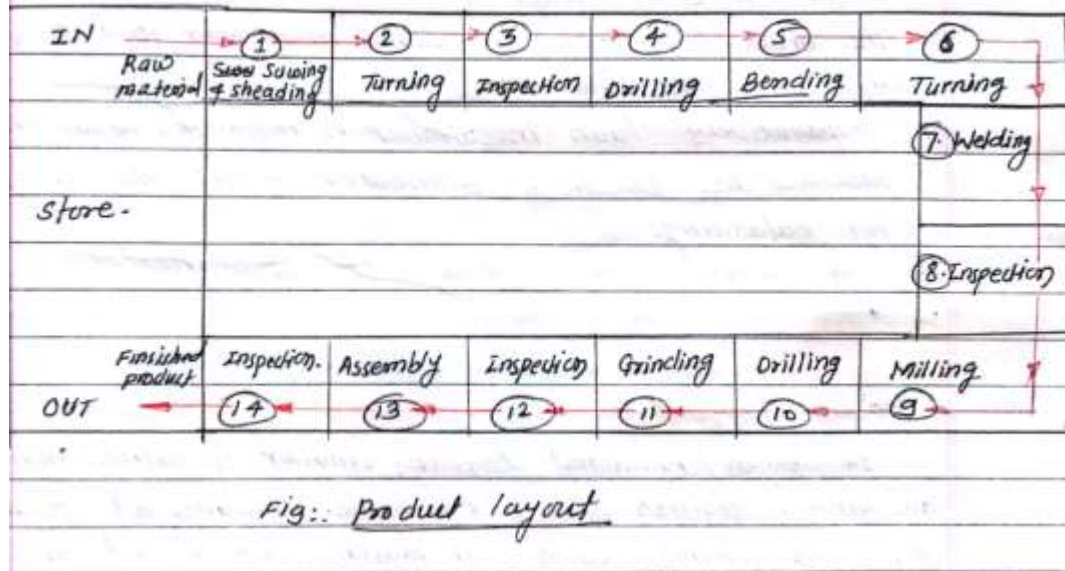 IN
1 2 3 4 5 6
Raw material
Sawing & sheading
Turning
Inspection
Drilling
Bending
Turning
7. Welding
Store.
8. Inspection
Finsished product
Inspection.
Assembly
Inspection
Grinding
Drilling
Milling
OUT
14 13 12 11 10 9
Fig:. Product layout